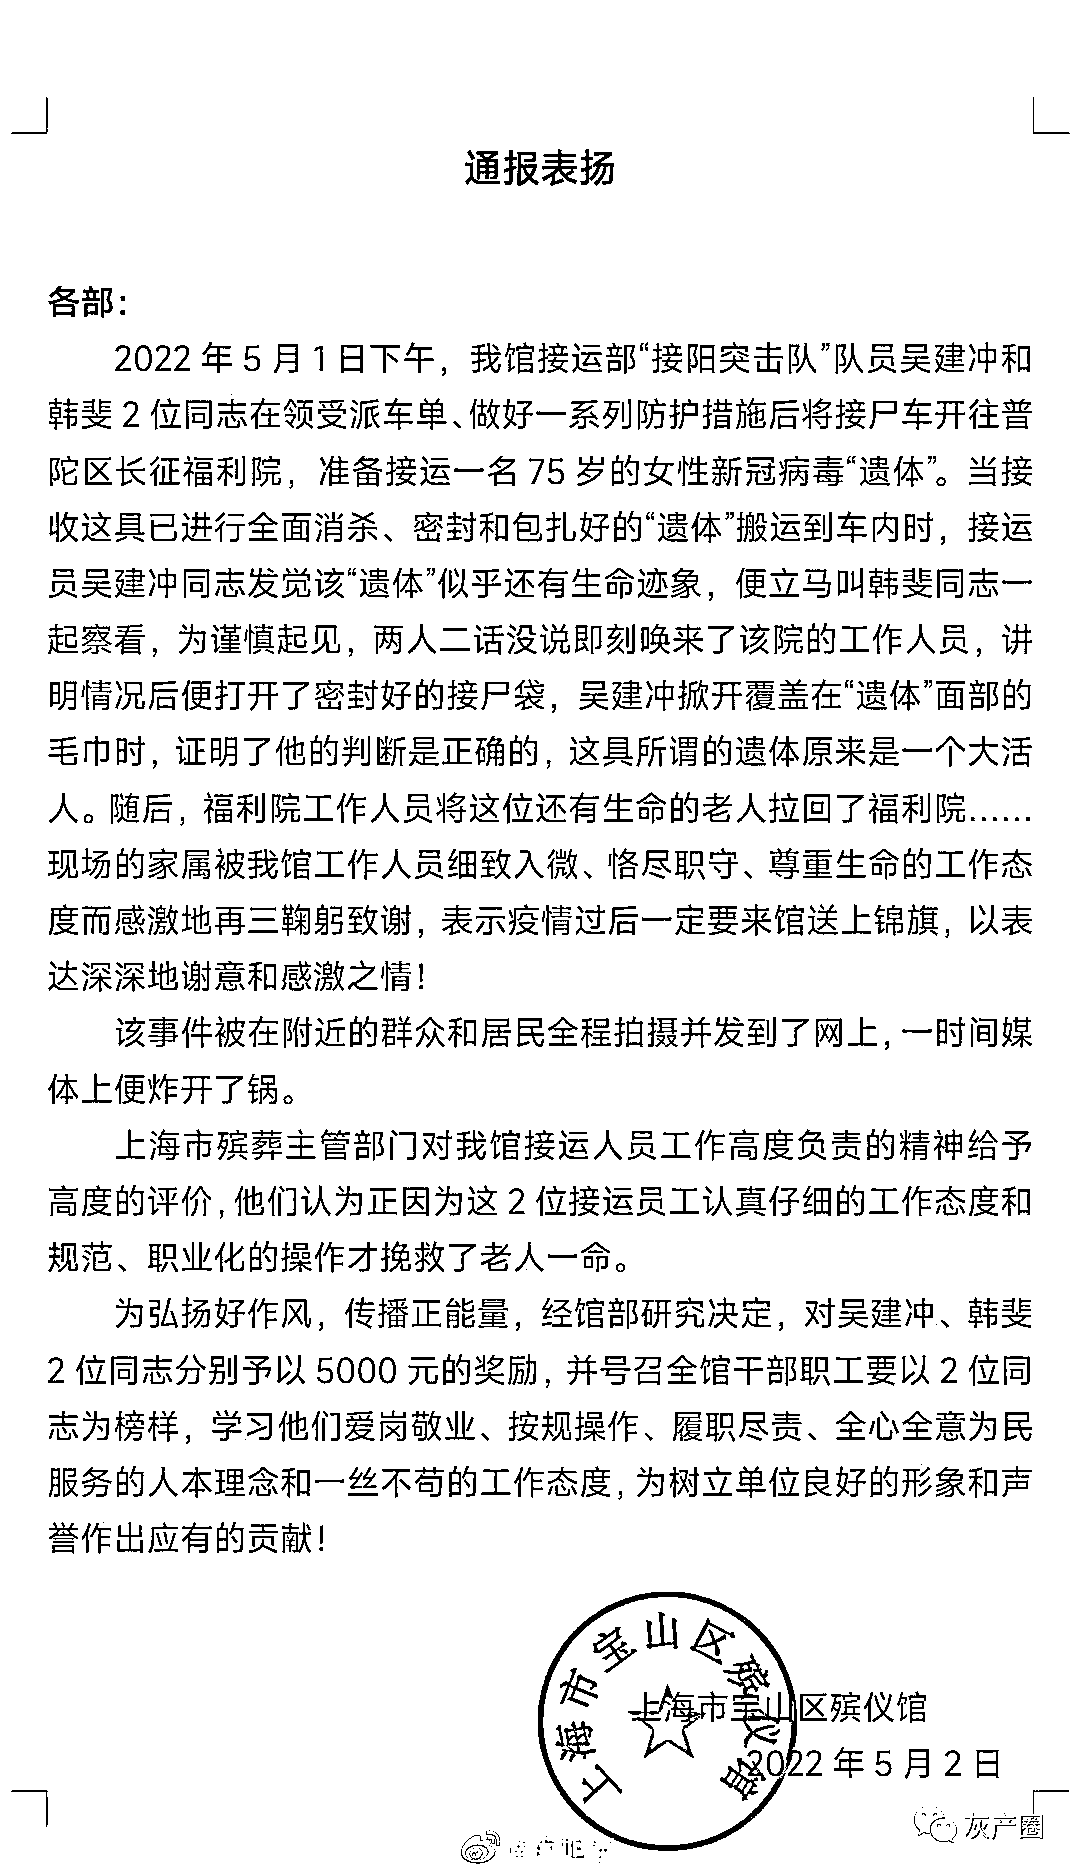 通报表扬
各部：
2022 年 5 月 1 日下午，我馆接运部“接阳突击队”队员吴建冲和
韩斐 2 位同志在领受派车单、做好一系列防护措施后将接尸车开往普
陀区长征福利院，准备接运一名 75 岁的女性新冠病毒“遗体”。当接
收这具已进行全面消杀、密封和包扎好的“遗体”搬运到车内时，接运
员吴建冲同志发觉该“遗体”似乎还有生命迹象，便立马叫韩斐同志一
起察看，为谨慎起见，两人二话没说即刻唤来了该院的工作人员，讲
明情况后便打开了密封好的接尸袋，吴建冲掀开覆盖在“遗体”面部的
毛巾时，证明了他的判断是正确的，这具所谓的遗体原来是一个大活
人。随后，福利院工作人员将这位还有生命的老人拉回了福利院……
现场的家属被我馆工作人员细致入微、恪尽职守、尊重生命的工作态
度而感激地再三鞠躬致谢，表示疫情过后一定要来馆送上锦旗，以表
达深深地谢意和感激之情！
该事件被在附近的群众和居民全程拍摄并发到了网上，一时间媒
体上便炸开了锅。
上海市殡葬主管部门对我馆接运人员工作高度负责的精神给予
高度的评价，他们认为正因为这 2 位接运员工认真仔细的工作态度和
规范、职业化的操作才挽救了老人一命。
为弘扬好作风，传播正能量，经馆部研究决定，对吴建冲、韩斐
2 位同志分别予以 5000 元的奖励，并号召全馆干部职工要以 2 位同
志为榜样，学习他们爱岗敬业、按规操作、履职尽责、全心全意为民
服务的人本理念和一丝不苟的工作态度，为树立单位良好的形象和声
誉作出应有的贡献！
上海市宝山区殡仪馆
上海市宝山区殡仪馆
2022 年 5 月 2 日
灰产圈